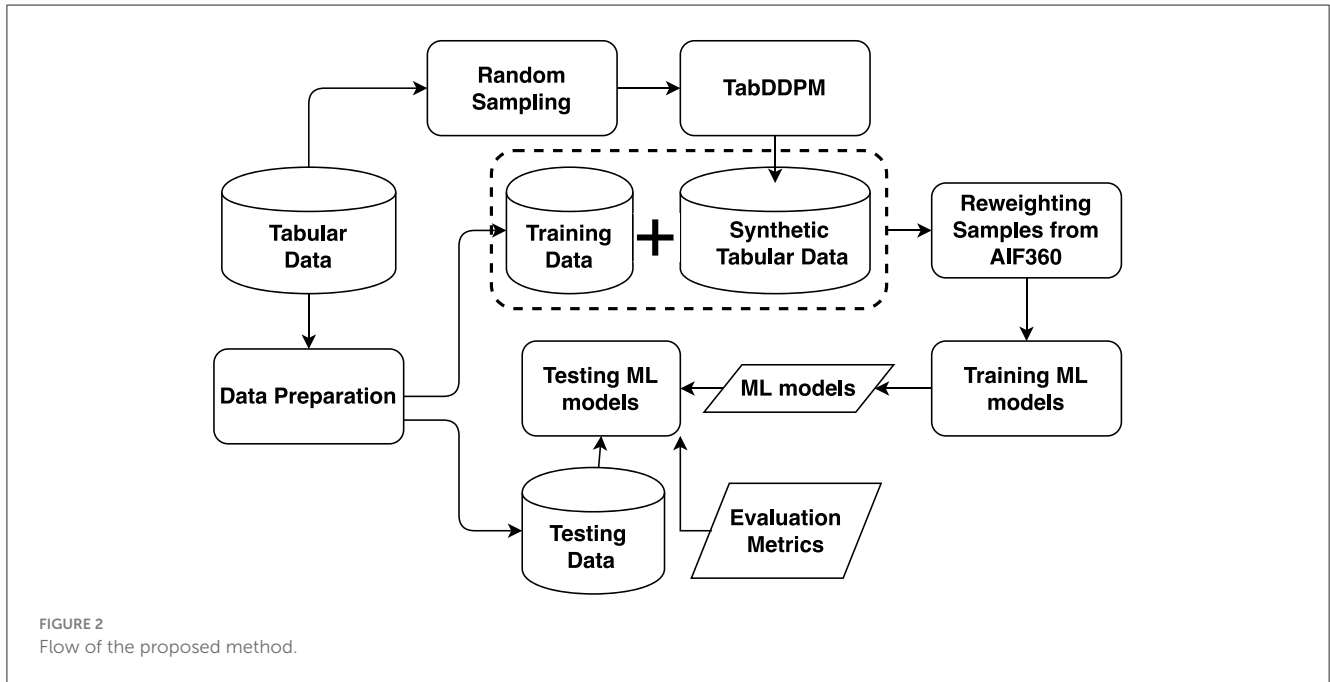 Random
Sampling
TabDDPM
Tabular
Data
Training
Data
+
Synthetic
Tabular Data
Reweighting
Samples from
AIF360
Data Preparation
Testing ML
models
ML models
Training ML
models
Testing
Data
Evaluation
Metrics
FIGURE 2
Flow of the proposed method.